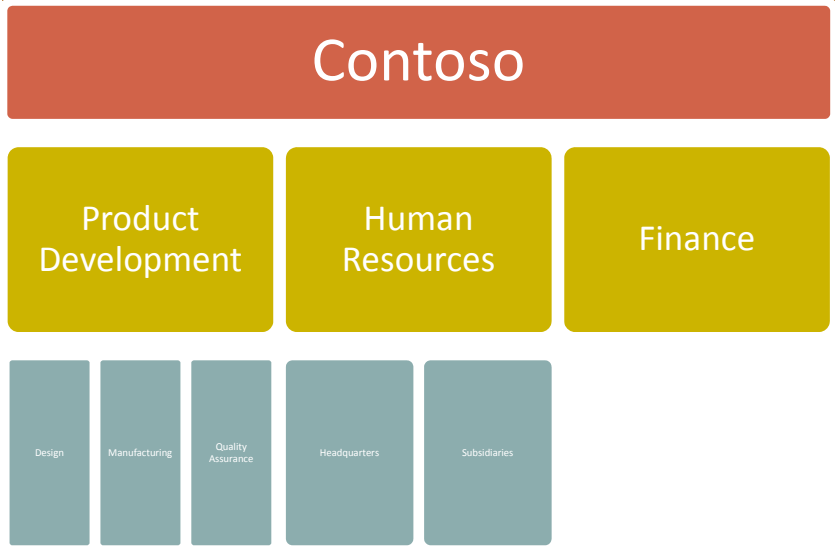 Contoso
Product
Development
Human
Resources
Finance
Design
Manufacturing
Quality
Assurance
Headquarters
Subsidiaries